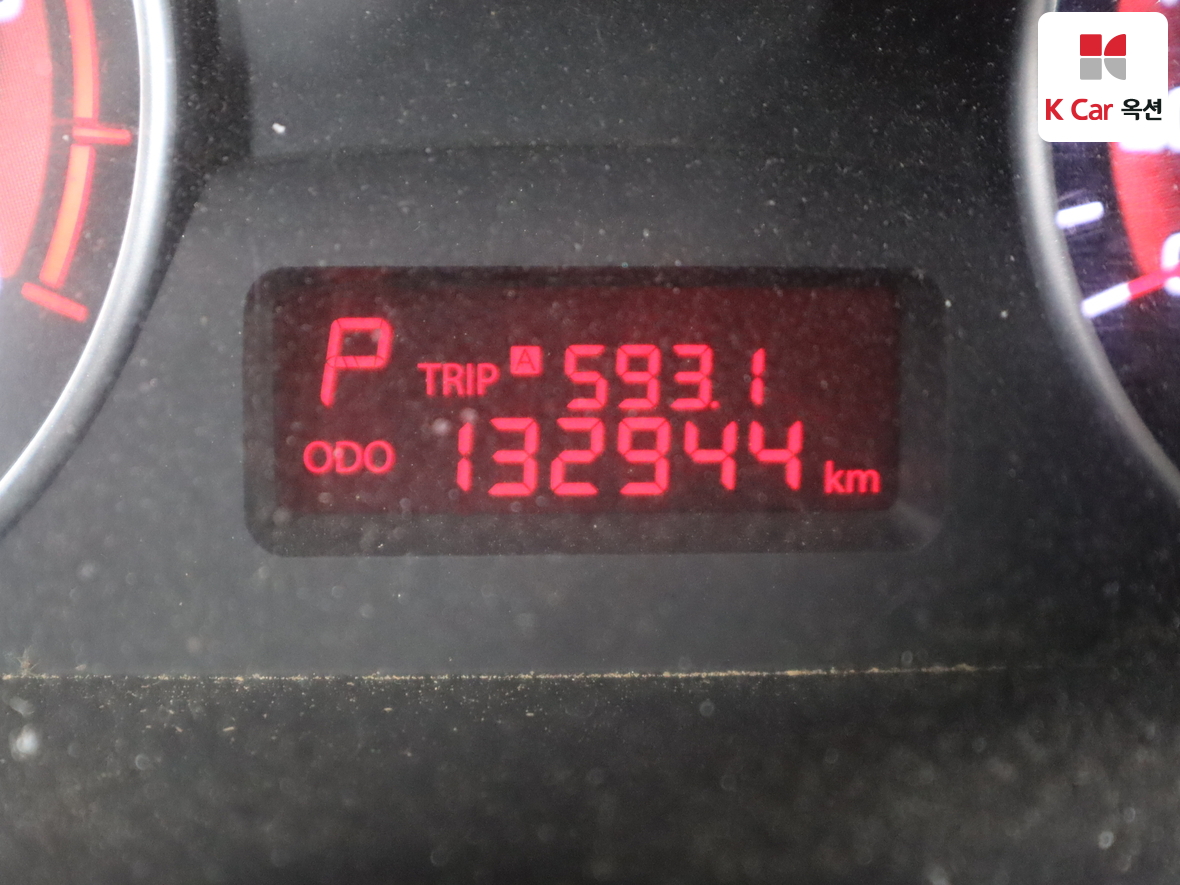 K Car 옥션
P TRIP A 593.1
ODO 132944 km